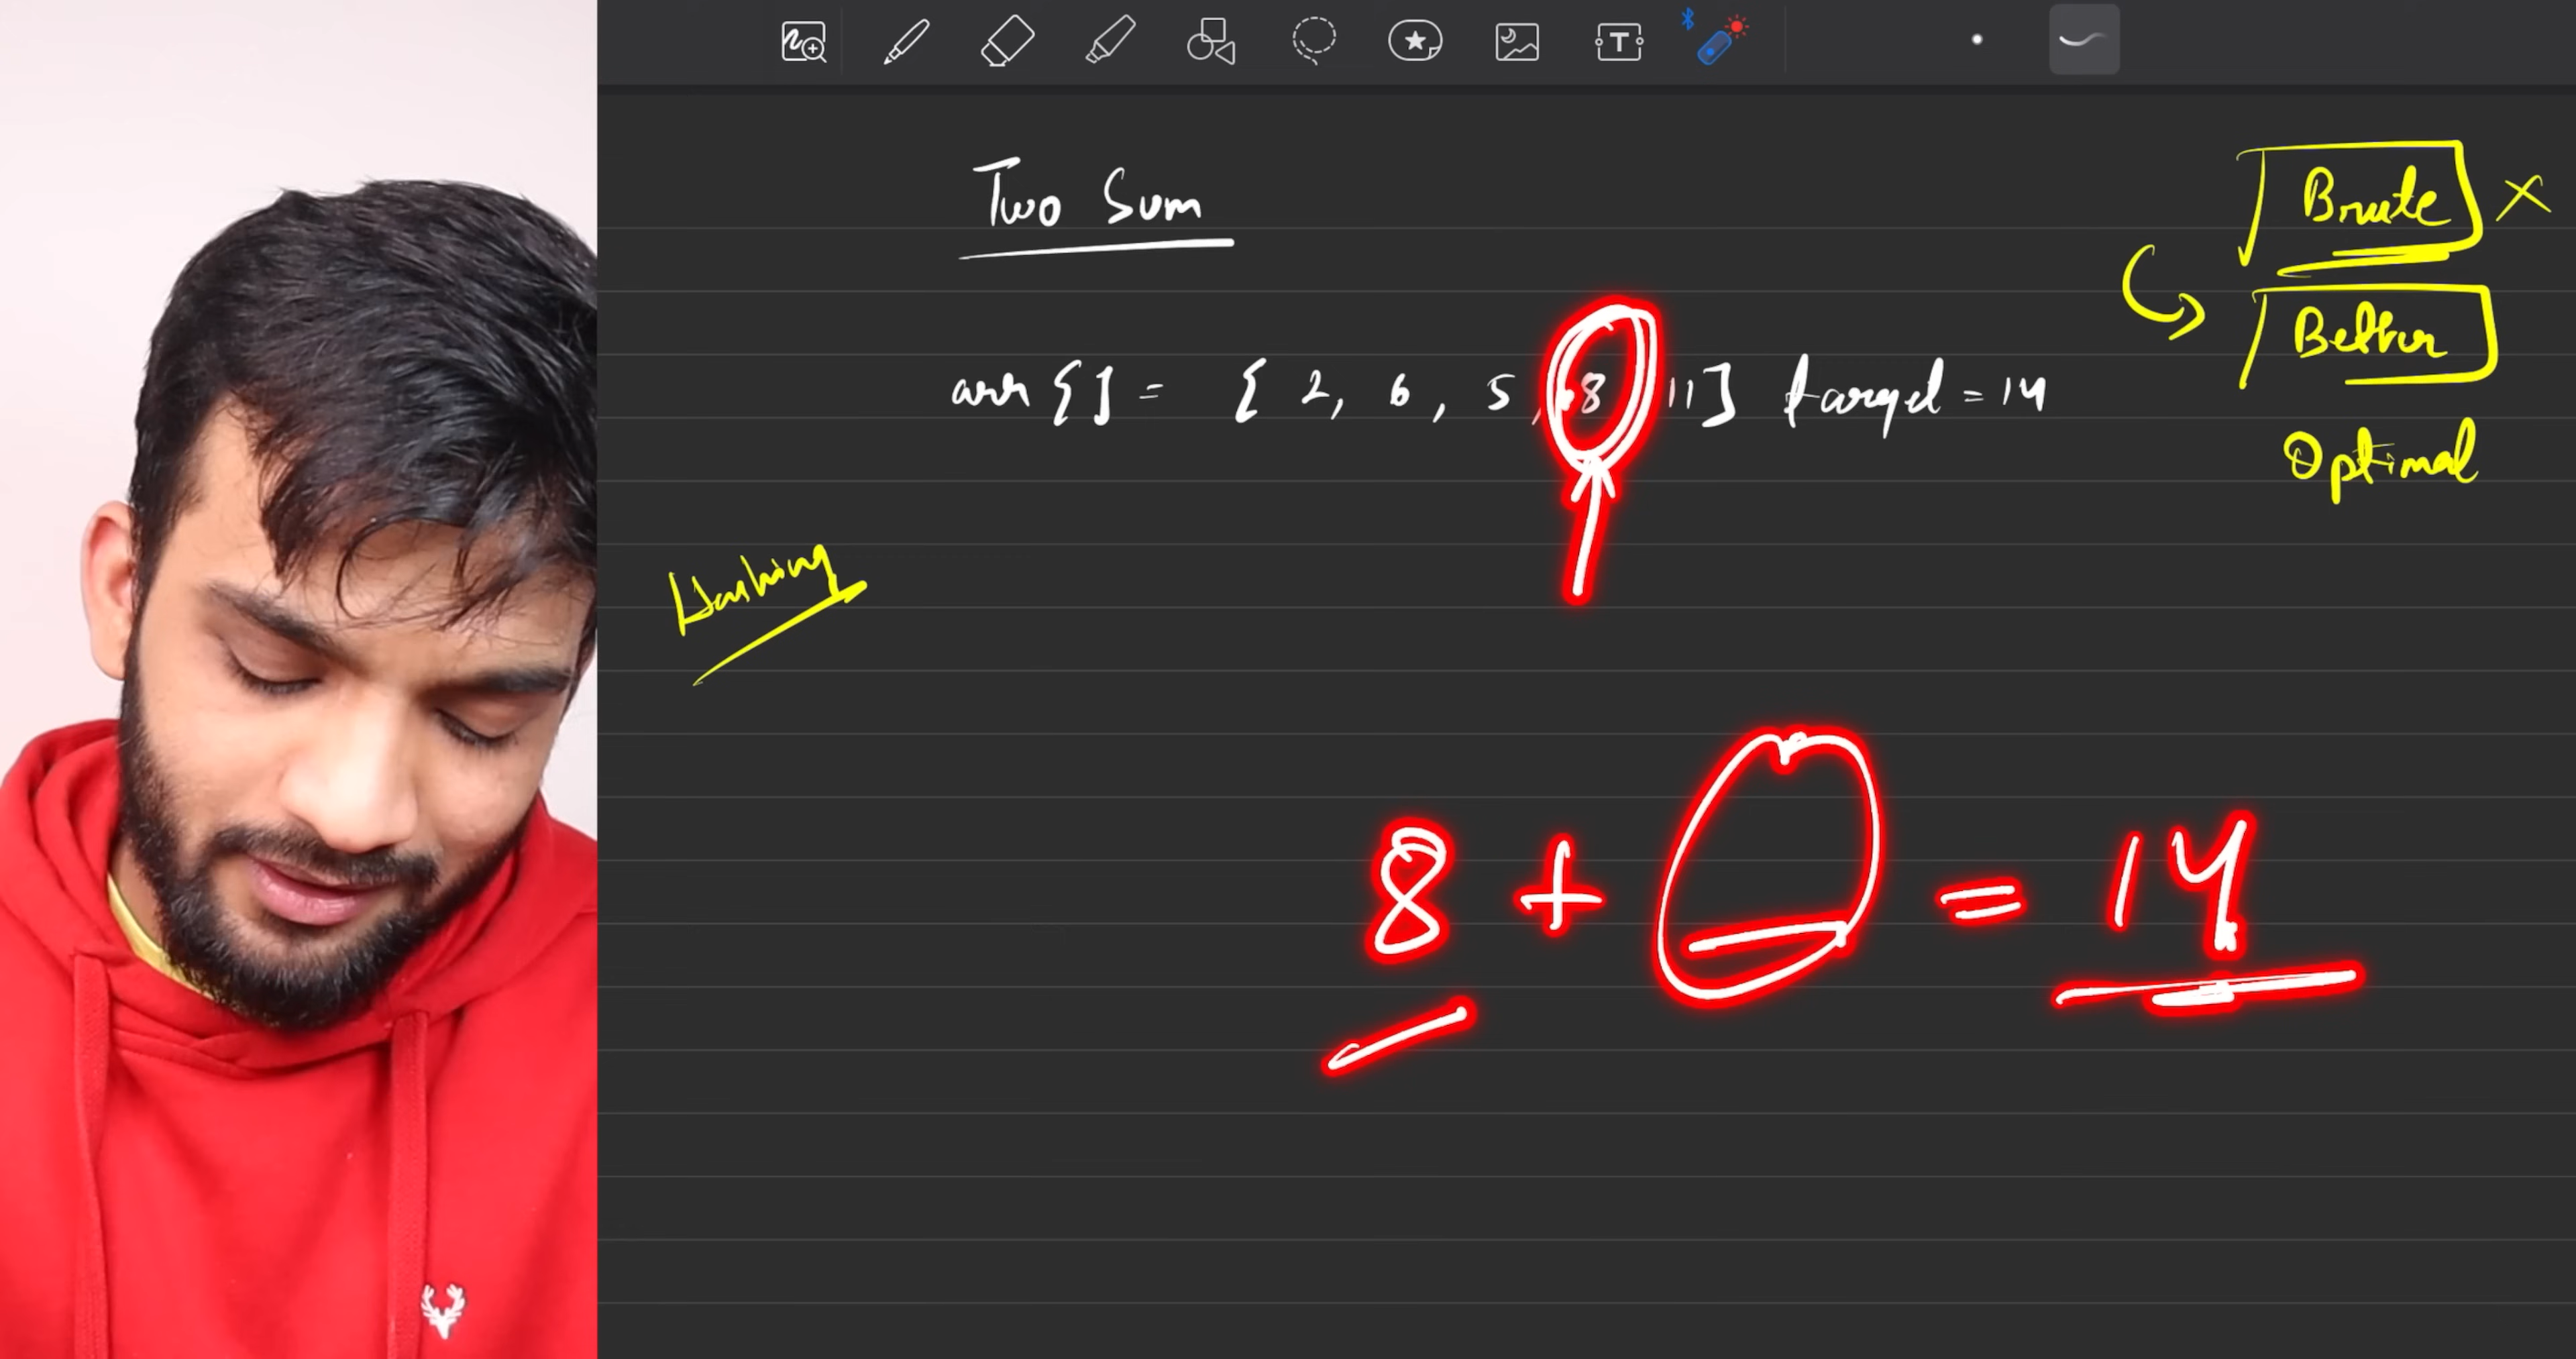 Two Sum
Brute
Better
Optimal
arr [ ] = { 2, 6, 5, 8 11 } target = 14
Hashing
8 + _ = 14